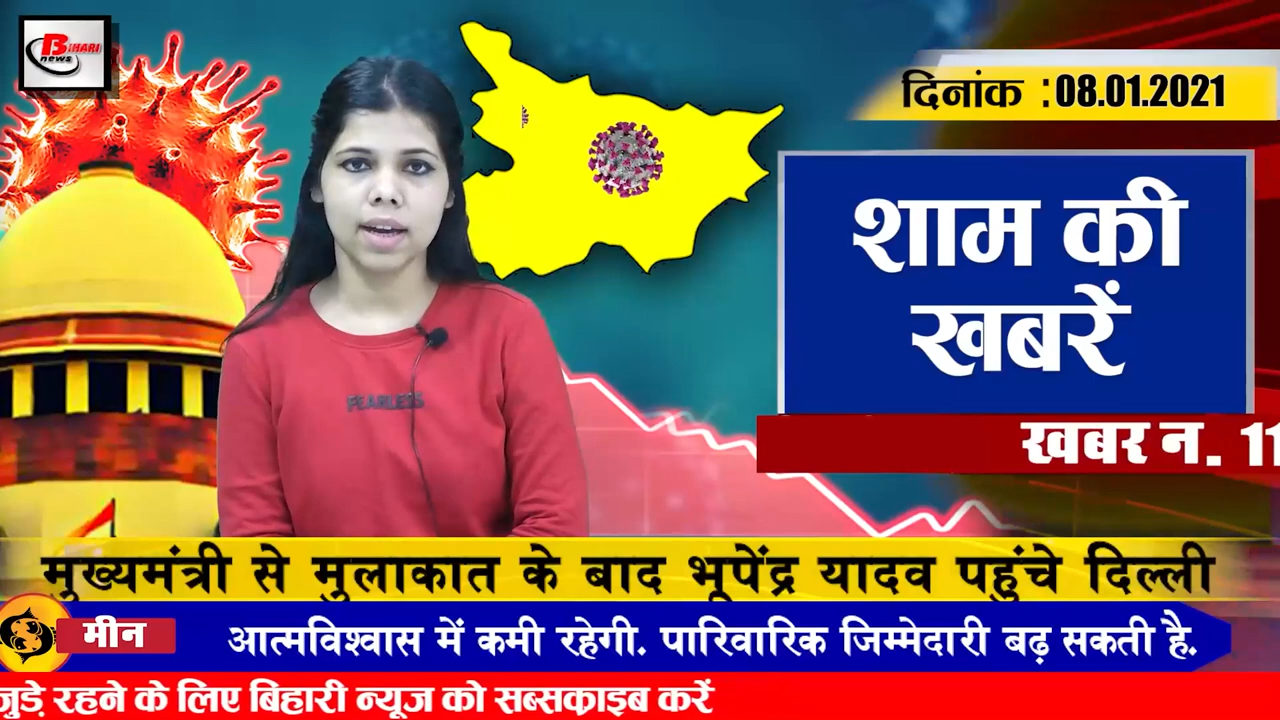 BIHARI
news
दिनांक :08.01.2021
शाम की
खबरें
खबर न. 11
FEARLESS
मुख्यमंत्री से मुलाकात के बाद भूपेंद्र यादव पहुंचे दिल्ली
मीन
आत्मविश्वास में कमी रहेगी. पारिवारिक जिम्मेदारी बढ़ सकती है.
जुड़े रहने के लिए बिहारी न्यूज को सब्सक्राइब करें